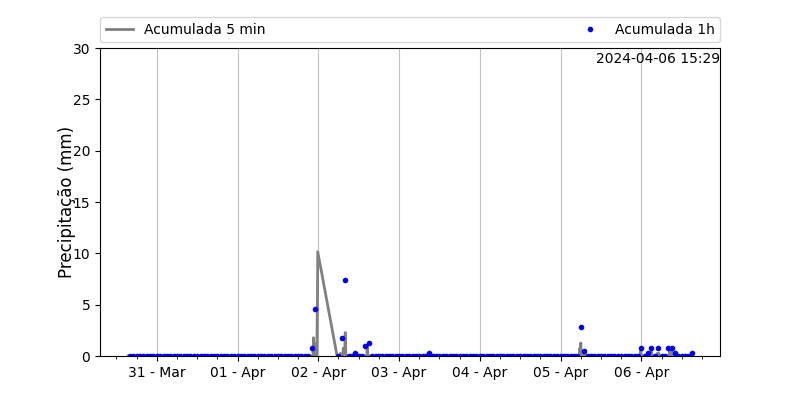 Acumulada 5 min
Acumulada 1h
2024-04-06 15:29
Precipitação (mm)
30
25
20
15
10
5
0
31 - Mar
01 - Apr
02 - Apr
03 - Apr
04 - Apr
05 - Apr
06 - Apr